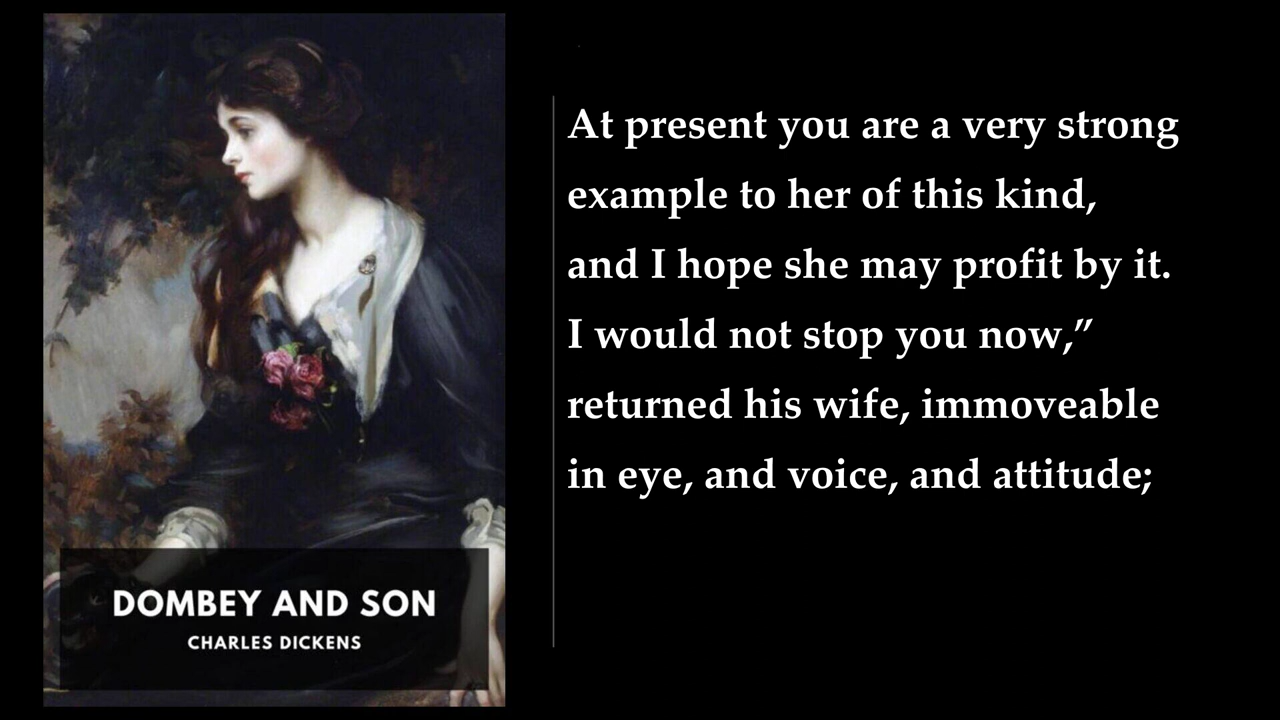 DOMBEY AND SON
CHARLES DICKENS
At present you are a very strong
example to her of this kind,
and I hope she may profit by it.
I would not stop you now,”
returned his wife, immoveable
in eye, and voice, and attitude;